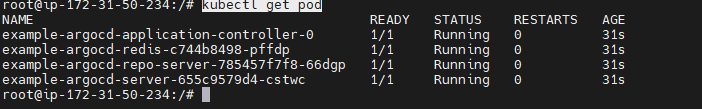 root@ip-172-31-50-234:/# kubectl get pod
NAME READY STATUS RESTARTS AGE
example-argocd-application-controller-0 1/1 Running 0 31s
example-argocd-redis-c744b8498-pffdp 1/1 Running 0 31s
example-argocd-repo-server-785457f7f8-66dgp 1/1 Running 0 31s
example-argocd-server-655c9579d4-cstwc 1/1 Running 0 31s
root@ip-172-31-50-234:/#